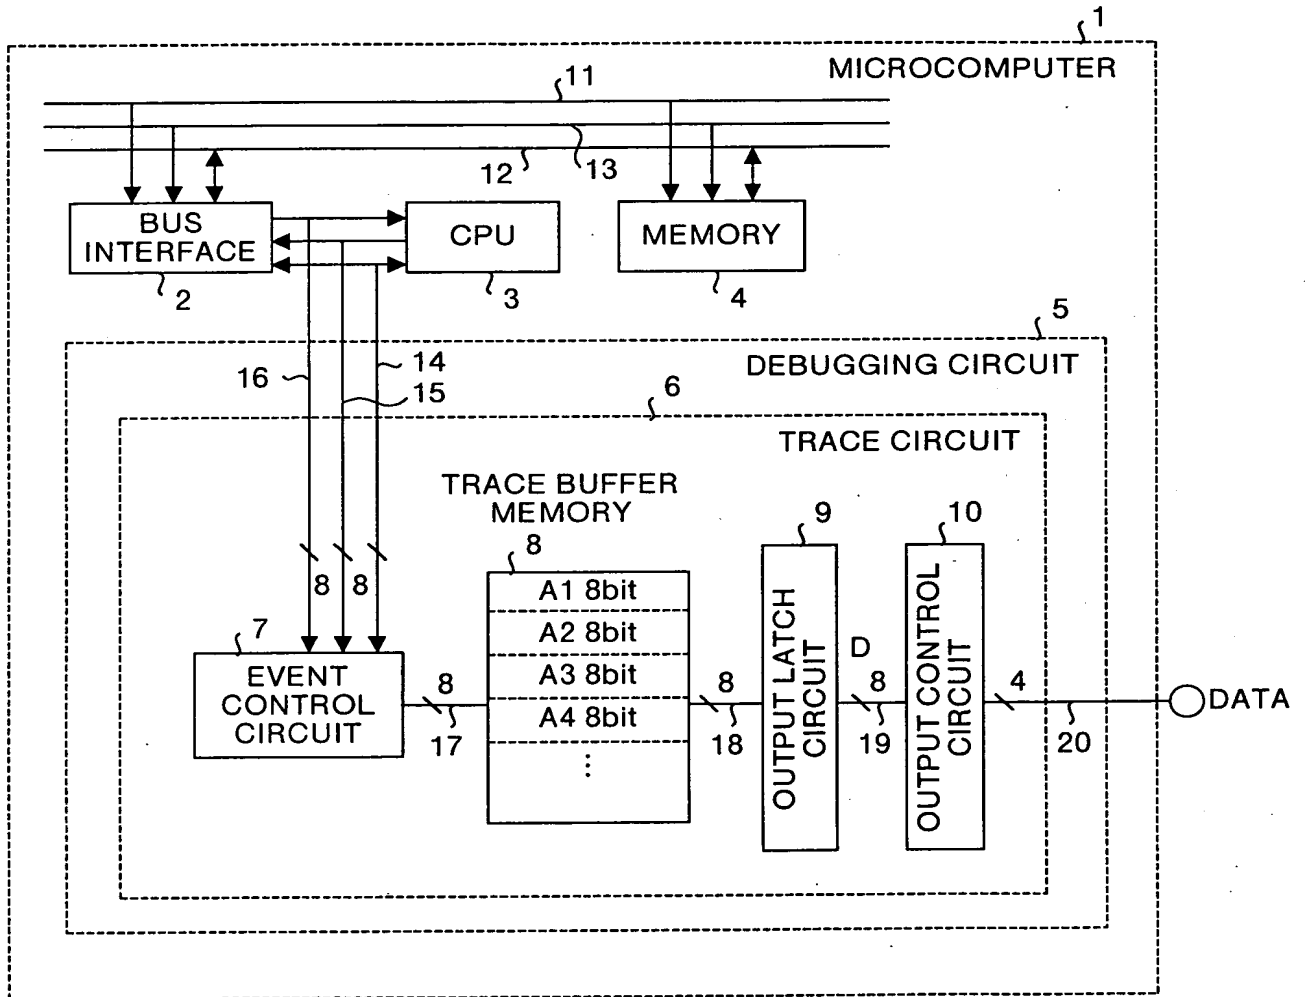 1
MICROCOMPUTER
11
12
13
BUS
INTERFACE
CPU
MEMORY
2
3
4
5
DEBUGGING CIRCUIT
16
14
15
6
TRACE CIRCUIT
TRACE BUFFER
MEMORY
8
9
10
8
8
A1 8bit
A2 8bit
A3 8bit
A4 8bit
⋮
7
EVENT
CONTROL
CIRCUIT
8
17
8
18
OUTPUT LATCH
CIRCUIT
D
8
19
OUTPUT CONTROL
CIRCUIT
4
20
DATA